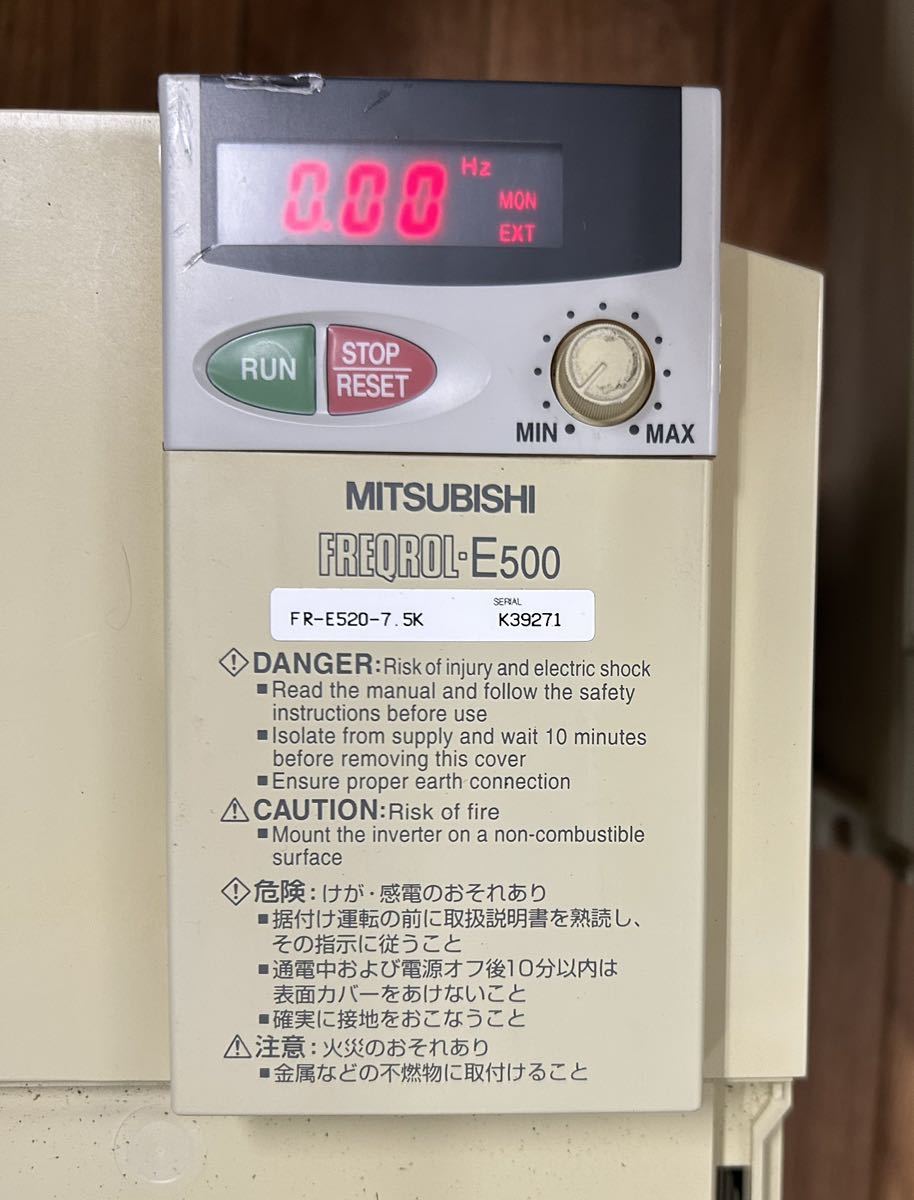 0.00 Hz
MON
EXT
RUN
STOP
RESET
MIN MAX
MITSUBISHI
FREQROL-E500
SERIAL
FR-E520-7.5K K39271
DANGER:Risk of injury and electric shock
■Read the manual and follow the safety
instructions before use
■Isolate from supply and wait 10 minutes
before removing this cover
■Ensure proper earth connection
CAUTION:Risk of fire
■Mount the inverter on a non-combustible
surface
危険:けが・感電のおそれあり
■据付け運転の前に取扱説明書を熟読し、
その指示に従うこと
■通電中および電源オフ後10分以内は
表面カバーをあけないこと
■確実に接地をおこなうこと
注意:火災のおそれあり
■金属などの不燃物に取付けること